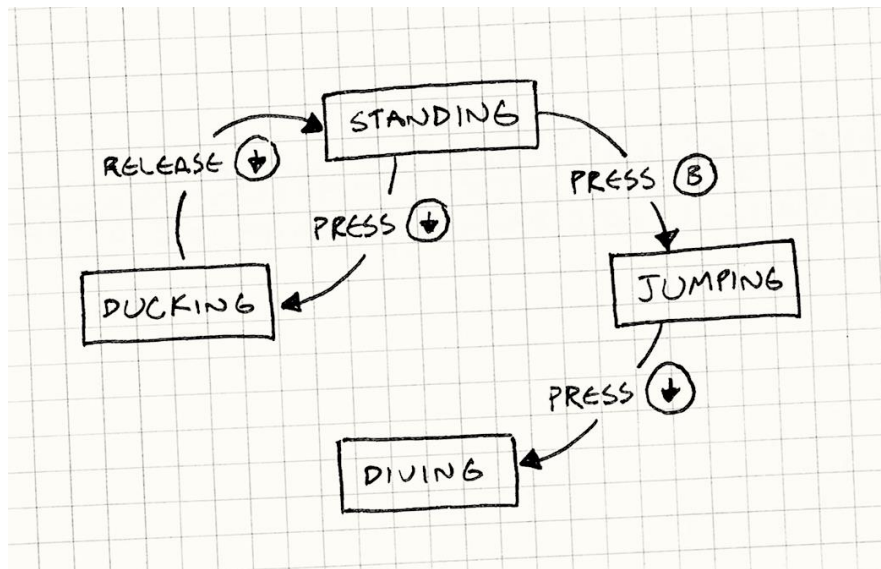 STANDING
RELEASE ↓
PRESS B
PRESS ↓
DUCKING
JUMPING
PRESS ↓
DIVING